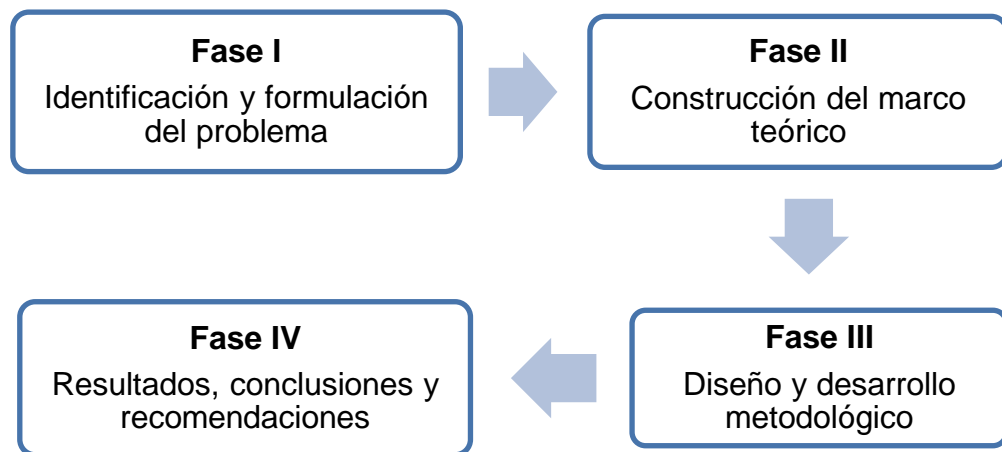 Fase I
Identificación y formulación
del problema
Fase II
Construcción del marco
teórico
Fase III
Diseño y desarrollo
metodológico
Fase IV
Resultados, conclusiones y
recomendaciones